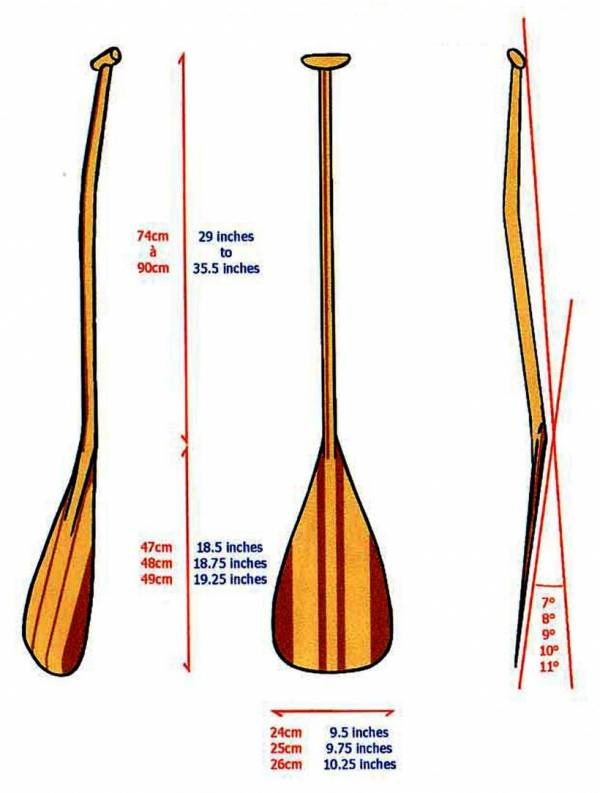 74cm 29 inches
à to
90cm 35.5 inches
47cm 18.5 inches
48cm 18.75 inches
49cm 19.25 inches
7°
8°
9°
10°
11°
24cm 9.5 inches
25cm 9.75 inches
26cm 10.25 inches